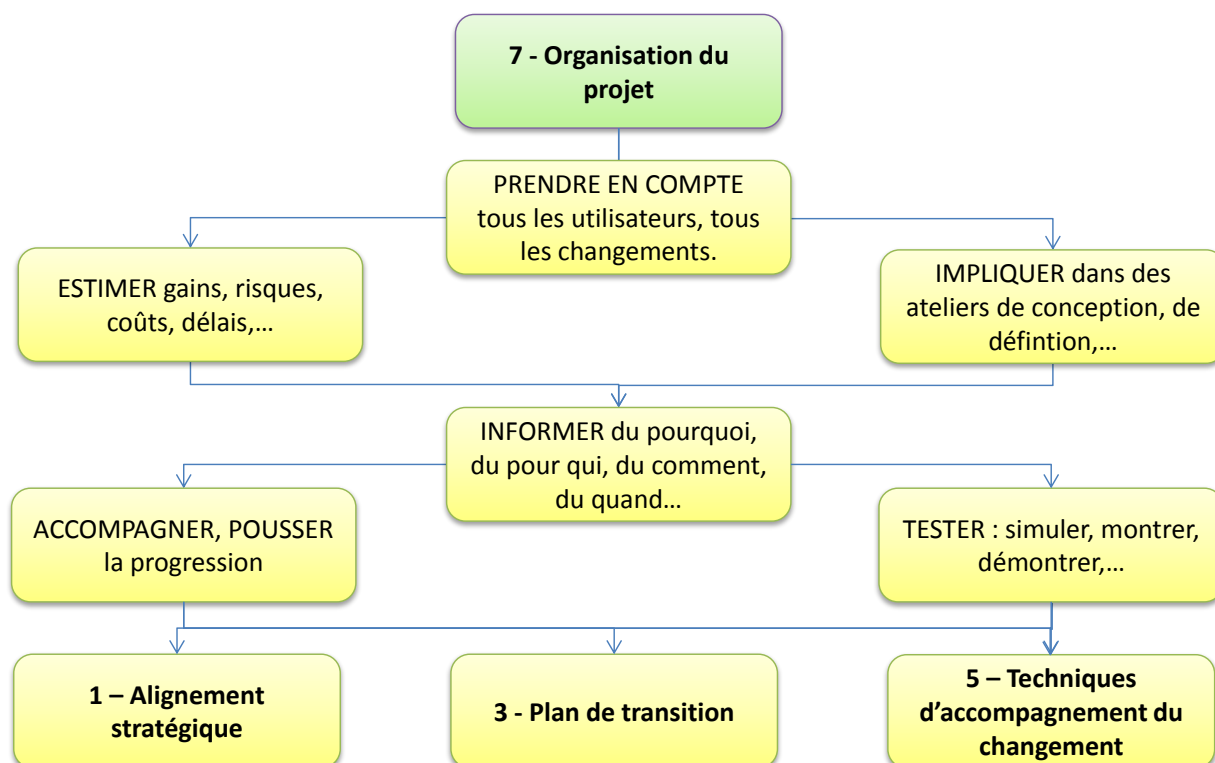 7 - Organisation du
projet
PRENDRE EN COMPTE
tous les utilisateurs, tous
les changements.
ESTIMER gains, risques,
coûts, délais,…
IMPLIQUER dans des
ateliers de conception, de
défintion,…
INFORMER du pourquoi,
du pour qui, du comment,
du quand…
ACCOMPAGNER, POUSSER
la progression
TESTER : simuler, montrer,
démontrer,…
1 – Alignement
stratégique
3 - Plan de transition
5 – Techniques
d’accompagnement du
changement